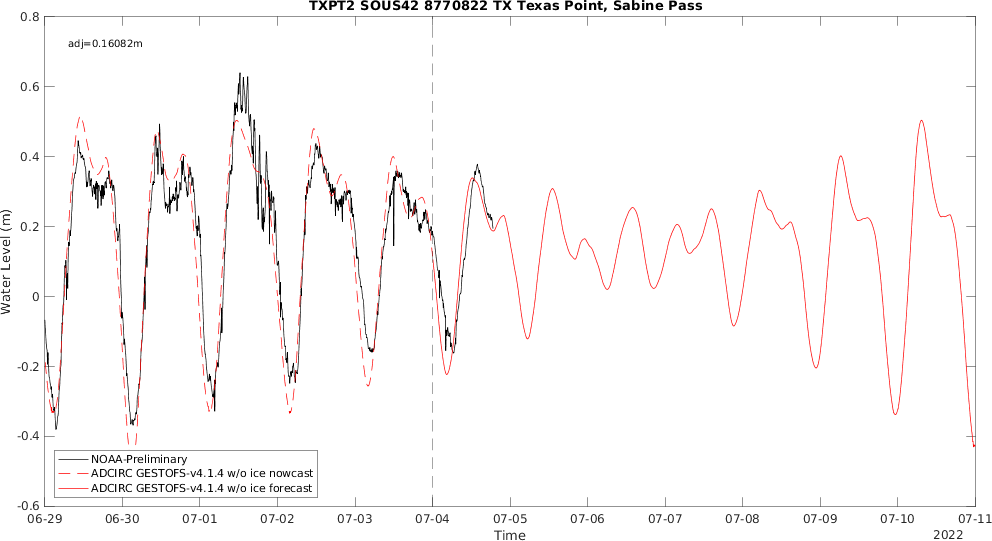 TXPT2 SOUS42 8770822 TX Texas Point, Sabine Pass
adj=0.16082m
Water Level (m)
0.8
0.6
0.4
0.2
0
-0.2
-0.4
-0.6
NOAA-Preliminary
ADCIRC GESTOFS-v4.1.4 w/o ice nowcast
ADCIRC GESTOFS-v4.1.4 w/o ice forecast
06-29 06-30 07-01 07-02 07-03 07-04 07-05 07-06 07-07 07-08 07-09 07-10 07-11
Time
2022